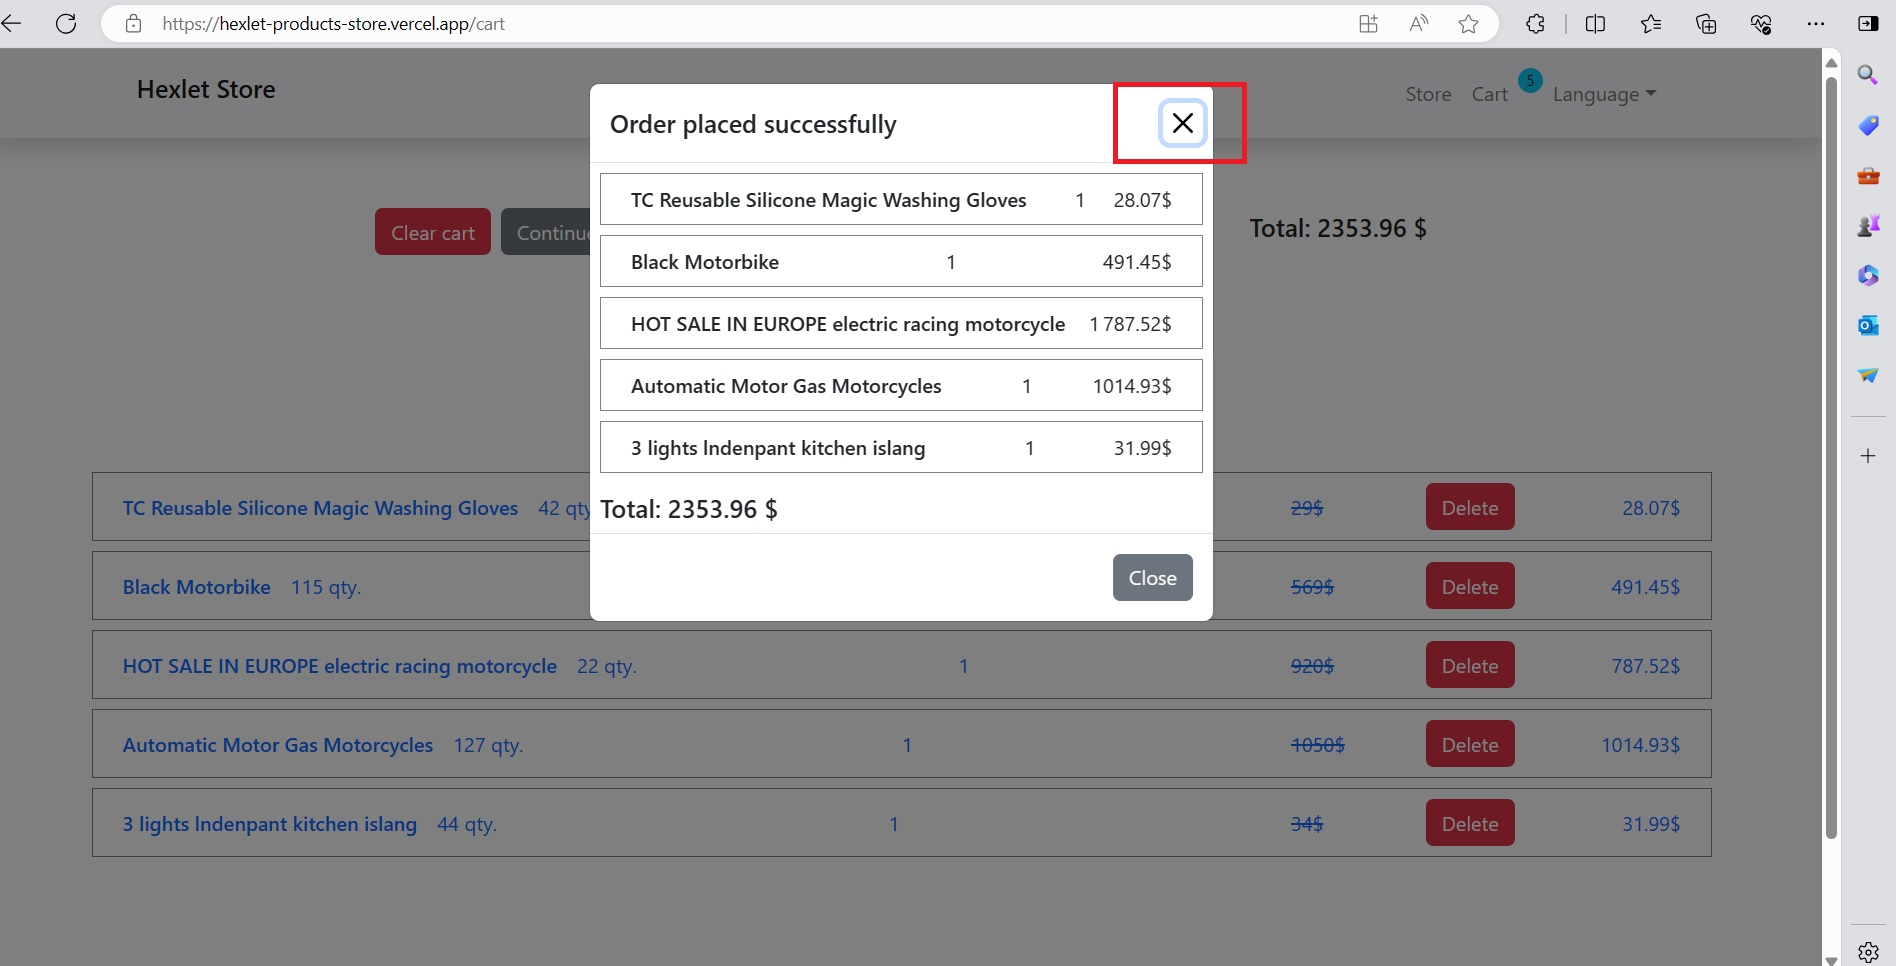 https://hexlet-products-store.vercel.app/cart
Hexlet Store
Store Cart 5 Language
Order placed successfully
TC Reusable Silicone Magic Washing Gloves 1 28.07$
Black Motorbike 1 491.45$
HOT SALE IN EUROPE electric racing motorcycle 1 787.52$
Automatic Motor Gas Motorcycles 1 1014.93$
3 lights lndenpant kitchen islang 1 31.99$
Total: 2353.96 $
Close
Clear cart Continue
Total: 2353.96 $
TC Reusable Silicone Magic Washing Gloves 42 qty 29$ Delete 28.07$
Black Motorbike 115 qty. 569$ Delete 491.45$
HOT SALE IN EUROPE electric racing motorcycle 22 qty. 1 920$ Delete 787.52$
Automatic Motor Gas Motorcycles 127 qty. 1 1050$ Delete 1014.93$
3 lights lndenpant kitchen islang 44 qty. 1 34$ Delete 31.99$